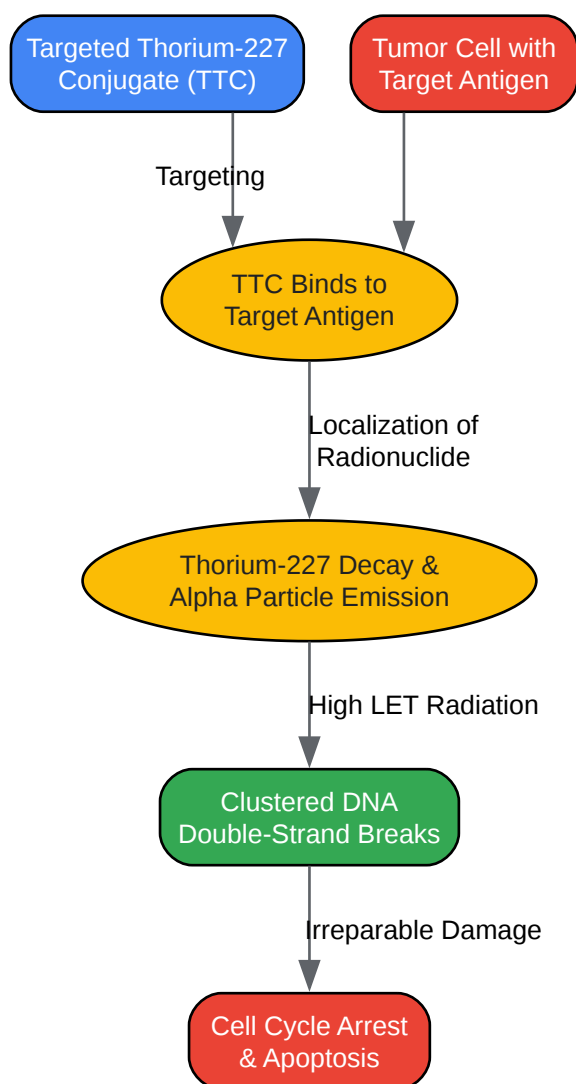 Targeted Thorium-227
Conjugate (TTC)
Tumor Cell with
Target Antigen
Targeting
TTC Binds to
Target Antigen
Localization of
Radionuclide
Thorium-227 Decay &
Alpha Particle Emission
High LET Radiation
Clustered DNA
Double-Strand Breaks
Irreparable Damage
Cell Cycle Arrest
& Apoptosis